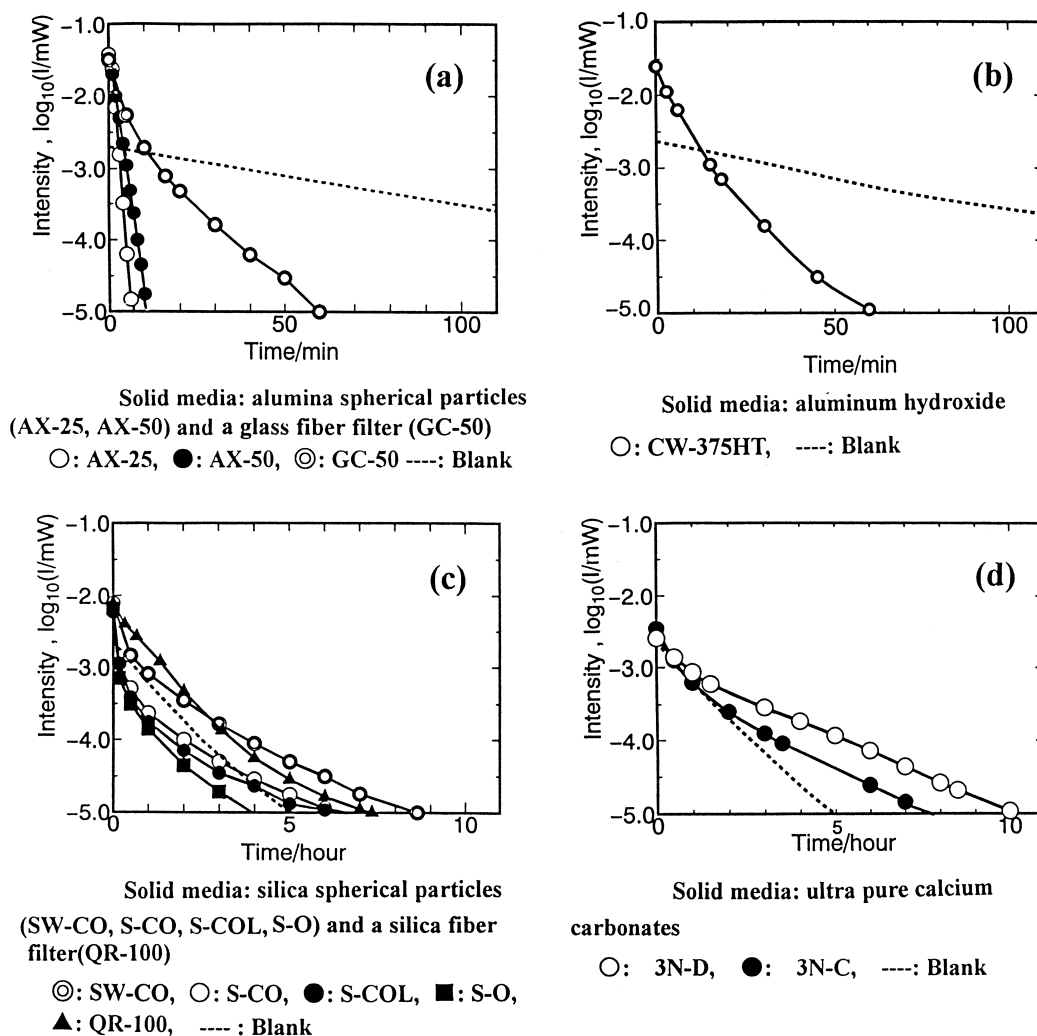 Intensity , log10(I/mW)
−1.0
−2.0
−3.0
−4.0
−5.0
(a)
0
50
100
Time/min
Solid media: alumina spherical particles
(AX-25, AX-50) and a glass fiber filter (GC-50)
○: AX-25, ●: AX-50, ◎: GC-50 ----: Blank
Intensity, log10(I/mW)
−1.0
−2.0
−3.0
−4.0
−5.0
(b)
0
50
100
Time/min
Solid media: aluminum hydroxide
○: CW-375HT, ----: Blank
Intensity , log10(I/mW)
−1.0
−2.0
−3.0
−4.0
−5.0
(c)
0
5
10
Time/hour
Solid media: silica spherical particles
(SW-CO, S-CO, S-COL, S-O) and a silica fiber
filter(QR-100)
◎: SW-CO, ○: S-CO, ●: S-COL, ■: S-O,
▲: QR-100, ----: Blank
Intensity , log10(I/mW)
−1.0
−2.0
−3.0
−4.0
−5.0
(d)
0
5
10
Time/hour
Solid media: ultra pure calcium
carbonates
○: 3N-D, ●: 3N-C, ----: Blank